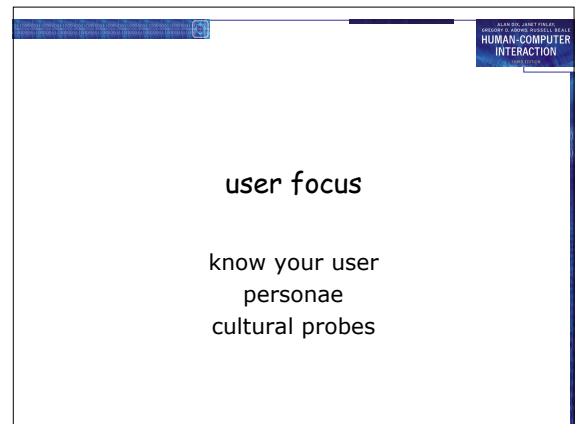 ALAN DIX, JANET FINLAY,
GREGORY D. ABOWD, RUSSELL BEALE
HUMAN-COMPUTER
INTERACTION
THIRD EDITION
user focus
know your user
personae
cultural probes